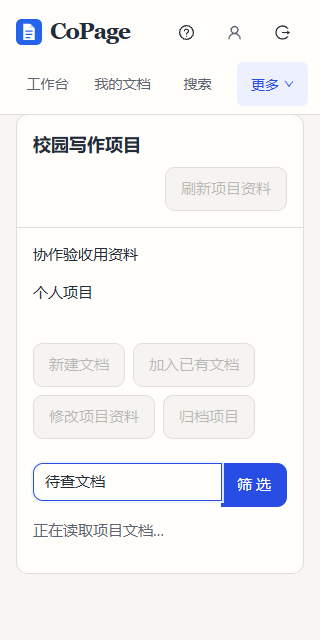 CoPage
工作台 我的文档 搜索 更多
校园写作项目
刷新项目资料
协作验收用资料
个人项目
新建文档 加入已有文档
修改项目资料 归档项目
待查文档 筛选
正在读取项目文档...